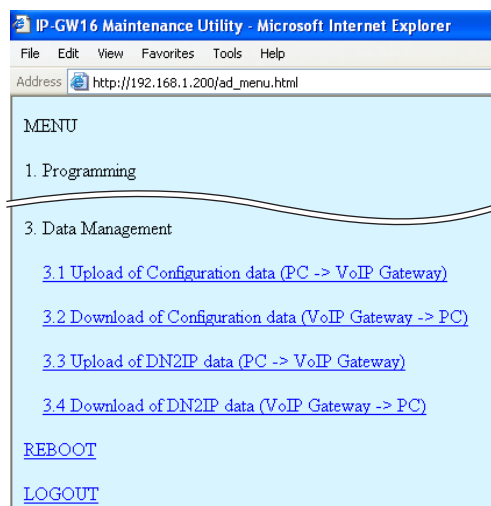 IP-GW16 Maintenance Utility - Microsoft Internet Explorer
File Edit View Favorites Tools Help
Address http://192.168.1.200/ad_menu.html
MENU
1. Programming
3. Data Management
3.1 Upload of Configuration data (PC -> VoIP Gateway)
3.2 Download of Configuration data (VoIP Gateway -> PC)
3.3 Upload of DN2IP data (PC -> VoIP Gateway)
3.4 Download of DN2IP data (VoIP Gateway -> PC)
REBOOT
LOGOUT